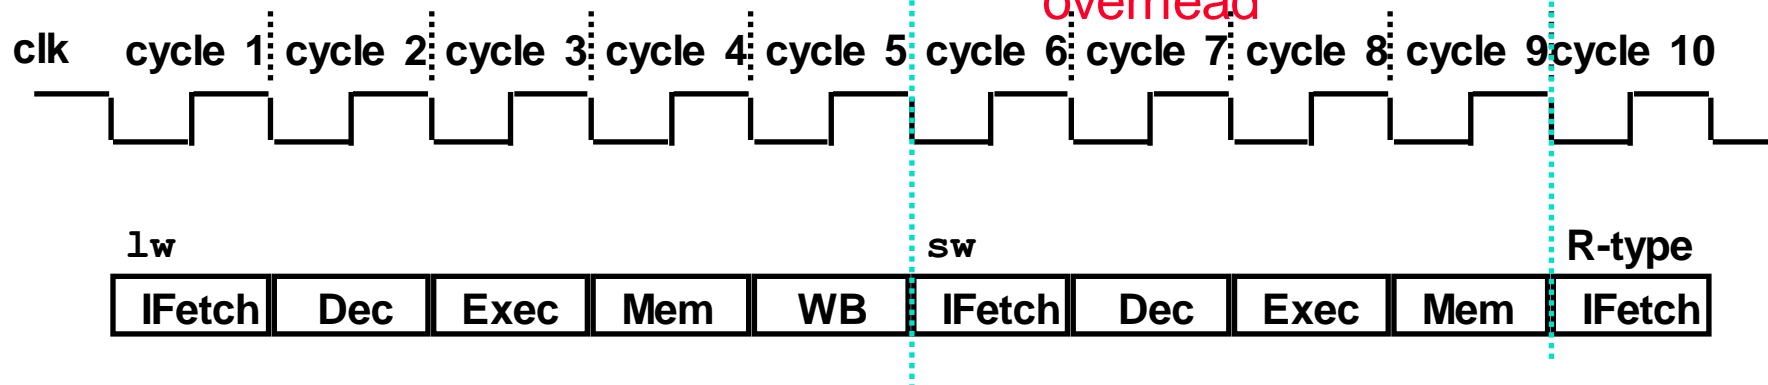 overhead
clk cycle 1 cycle 2 cycle 3 cycle 4 cycle 5 cycle 6 cycle 7 cycle 8 cycle 9 cycle 10
lw sw R-type
IFetch Dec Exec Mem WB IFetch Dec Exec Mem IFetch